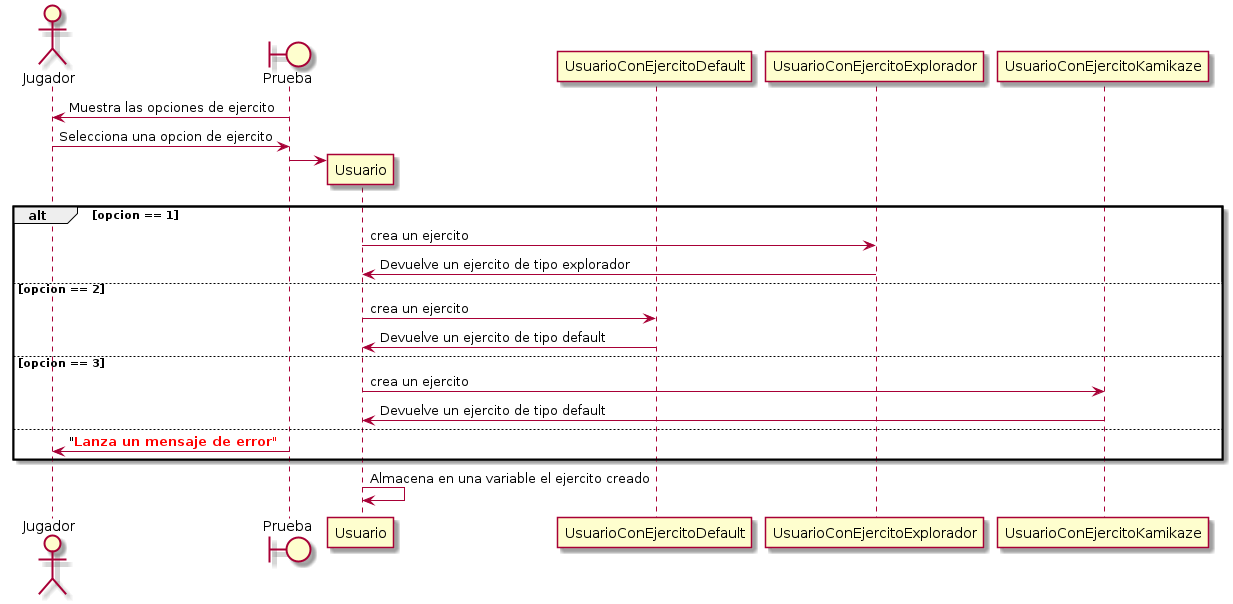 Jugador
Prueba
UsuarioConEjercitoDefault
UsuarioConEjercitoExplorador
UsuarioConEjercitoKamikaze
Muestra las opciones de ejercito
Selecciona una opcion de ejercito
Usuario
alt [opcion == 1]
crea un ejercito
Devuelve un ejercito de tipo explorador
[opcion == 2]
crea un ejercito
Devuelve un ejercito de tipo default
[opcion == 3]
crea un ejercito
Devuelve un ejercito de tipo default
"Lanza un mensaje de error"
Almacena en una variable el ejercito creado
Jugador
Prueba
Usuario
UsuarioConEjercitoDefault
UsuarioConEjercitoExplorador
UsuarioConEjercitoKamikaze